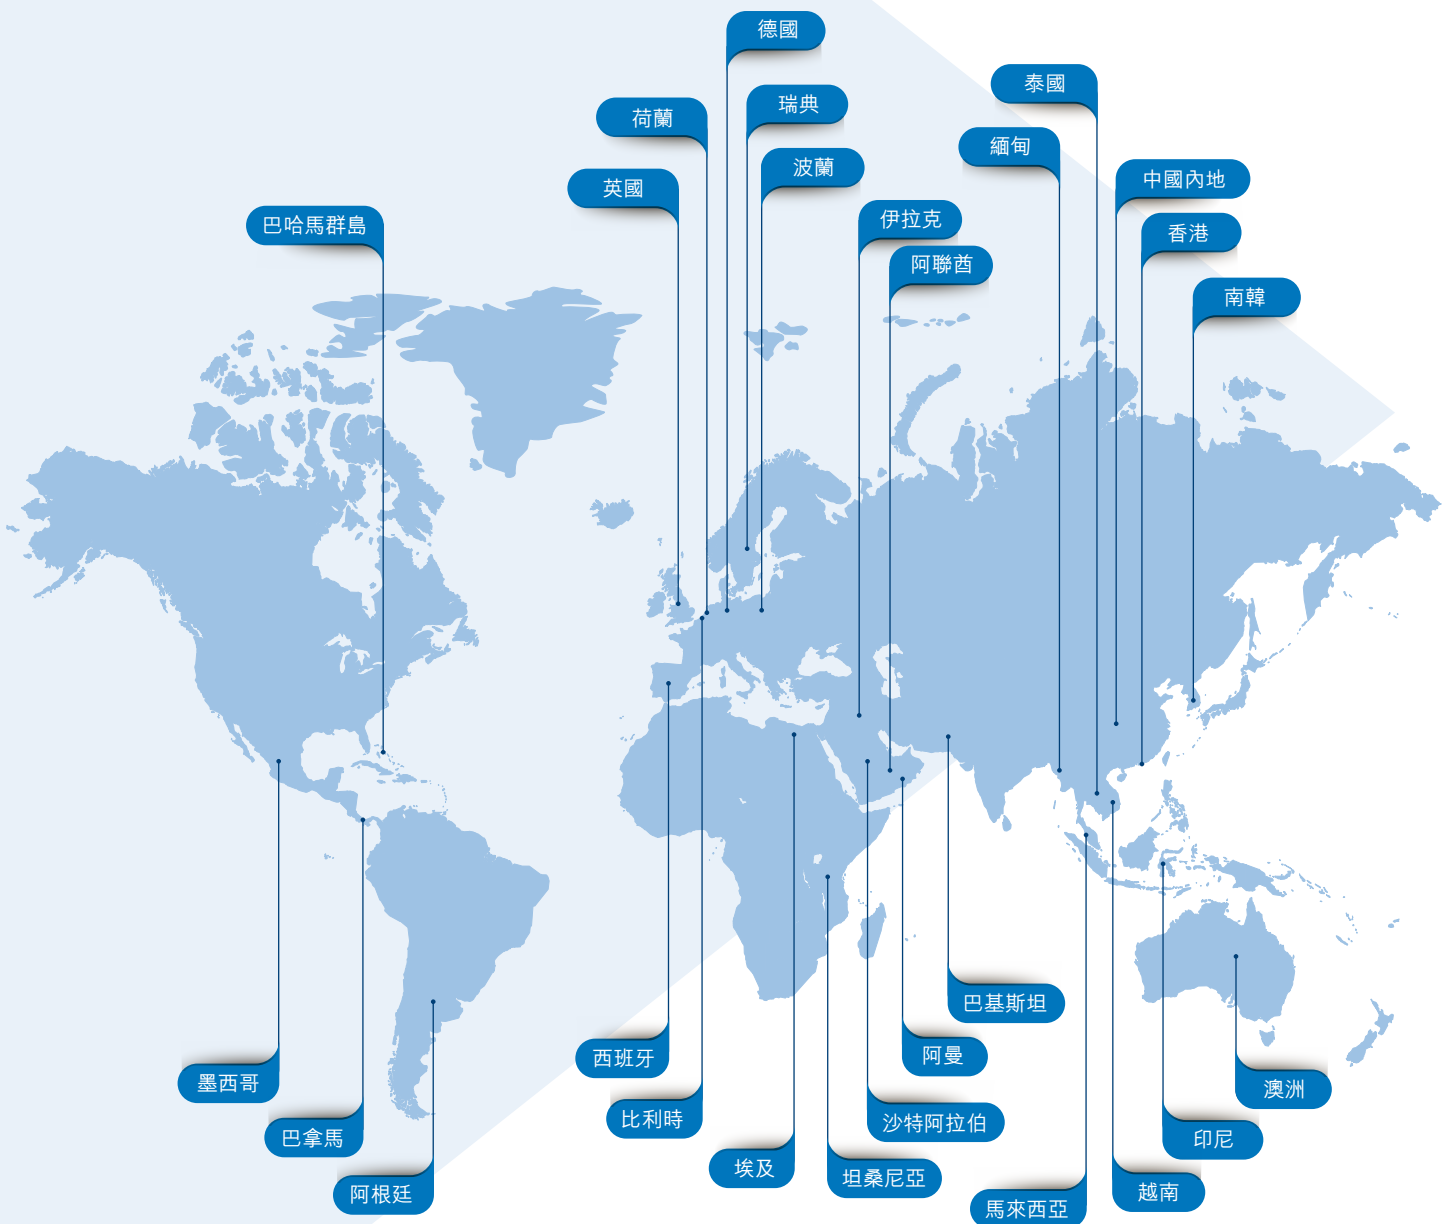 德國
泰國
瑞典
荷蘭
緬甸
波蘭
中國內地
英國
伊拉克
巴哈馬群島
香港
阿聯酋
南韓
巴基斯坦
阿曼
西班牙
墨西哥
澳洲
比利時
沙特阿拉伯
巴拿馬
印尼
埃及
坦桑尼亞
越南
阿根廷
馬來西亞